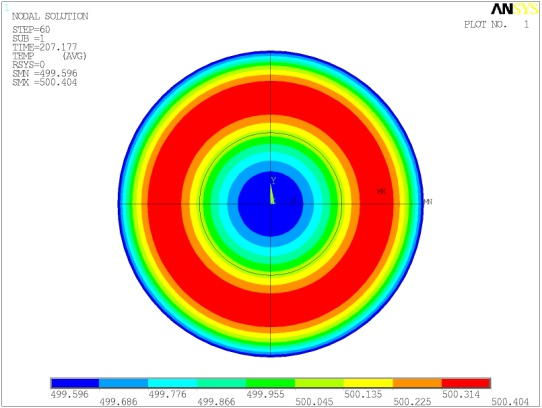 1
ANSYS
NODAL SOLUTION
PLOT NO. 1
STEP=60
SUB =1
TIME=207.177
TEMP (AVG)
RSYS=0
SMN =499.596
SMX =500.404
Y
MX
MN
499.596 499.776 499.955 500.135 500.314
499.686 499.866 500.045 500.225 500.404